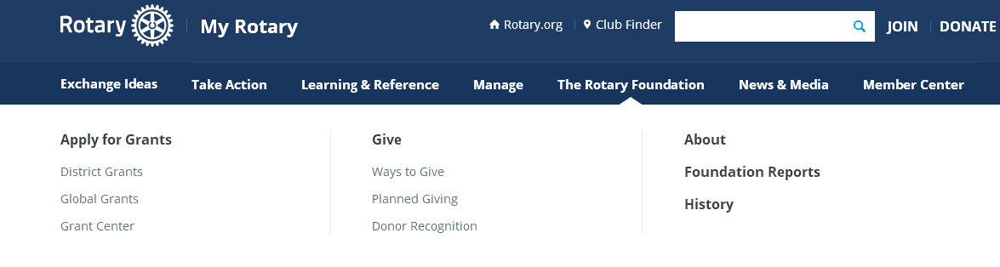 Rotary
My Rotary
Rotary.org
Club Finder
JOIN
DONATE
Exchange Ideas
Take Action
Learning & Reference
Manage
The Rotary Foundation
News & Media
Member Center
Apply for Grants
District Grants
Global Grants
Grant Center
Give
Ways to Give
Planned Giving
Donor Recognition
About
Foundation Reports
History